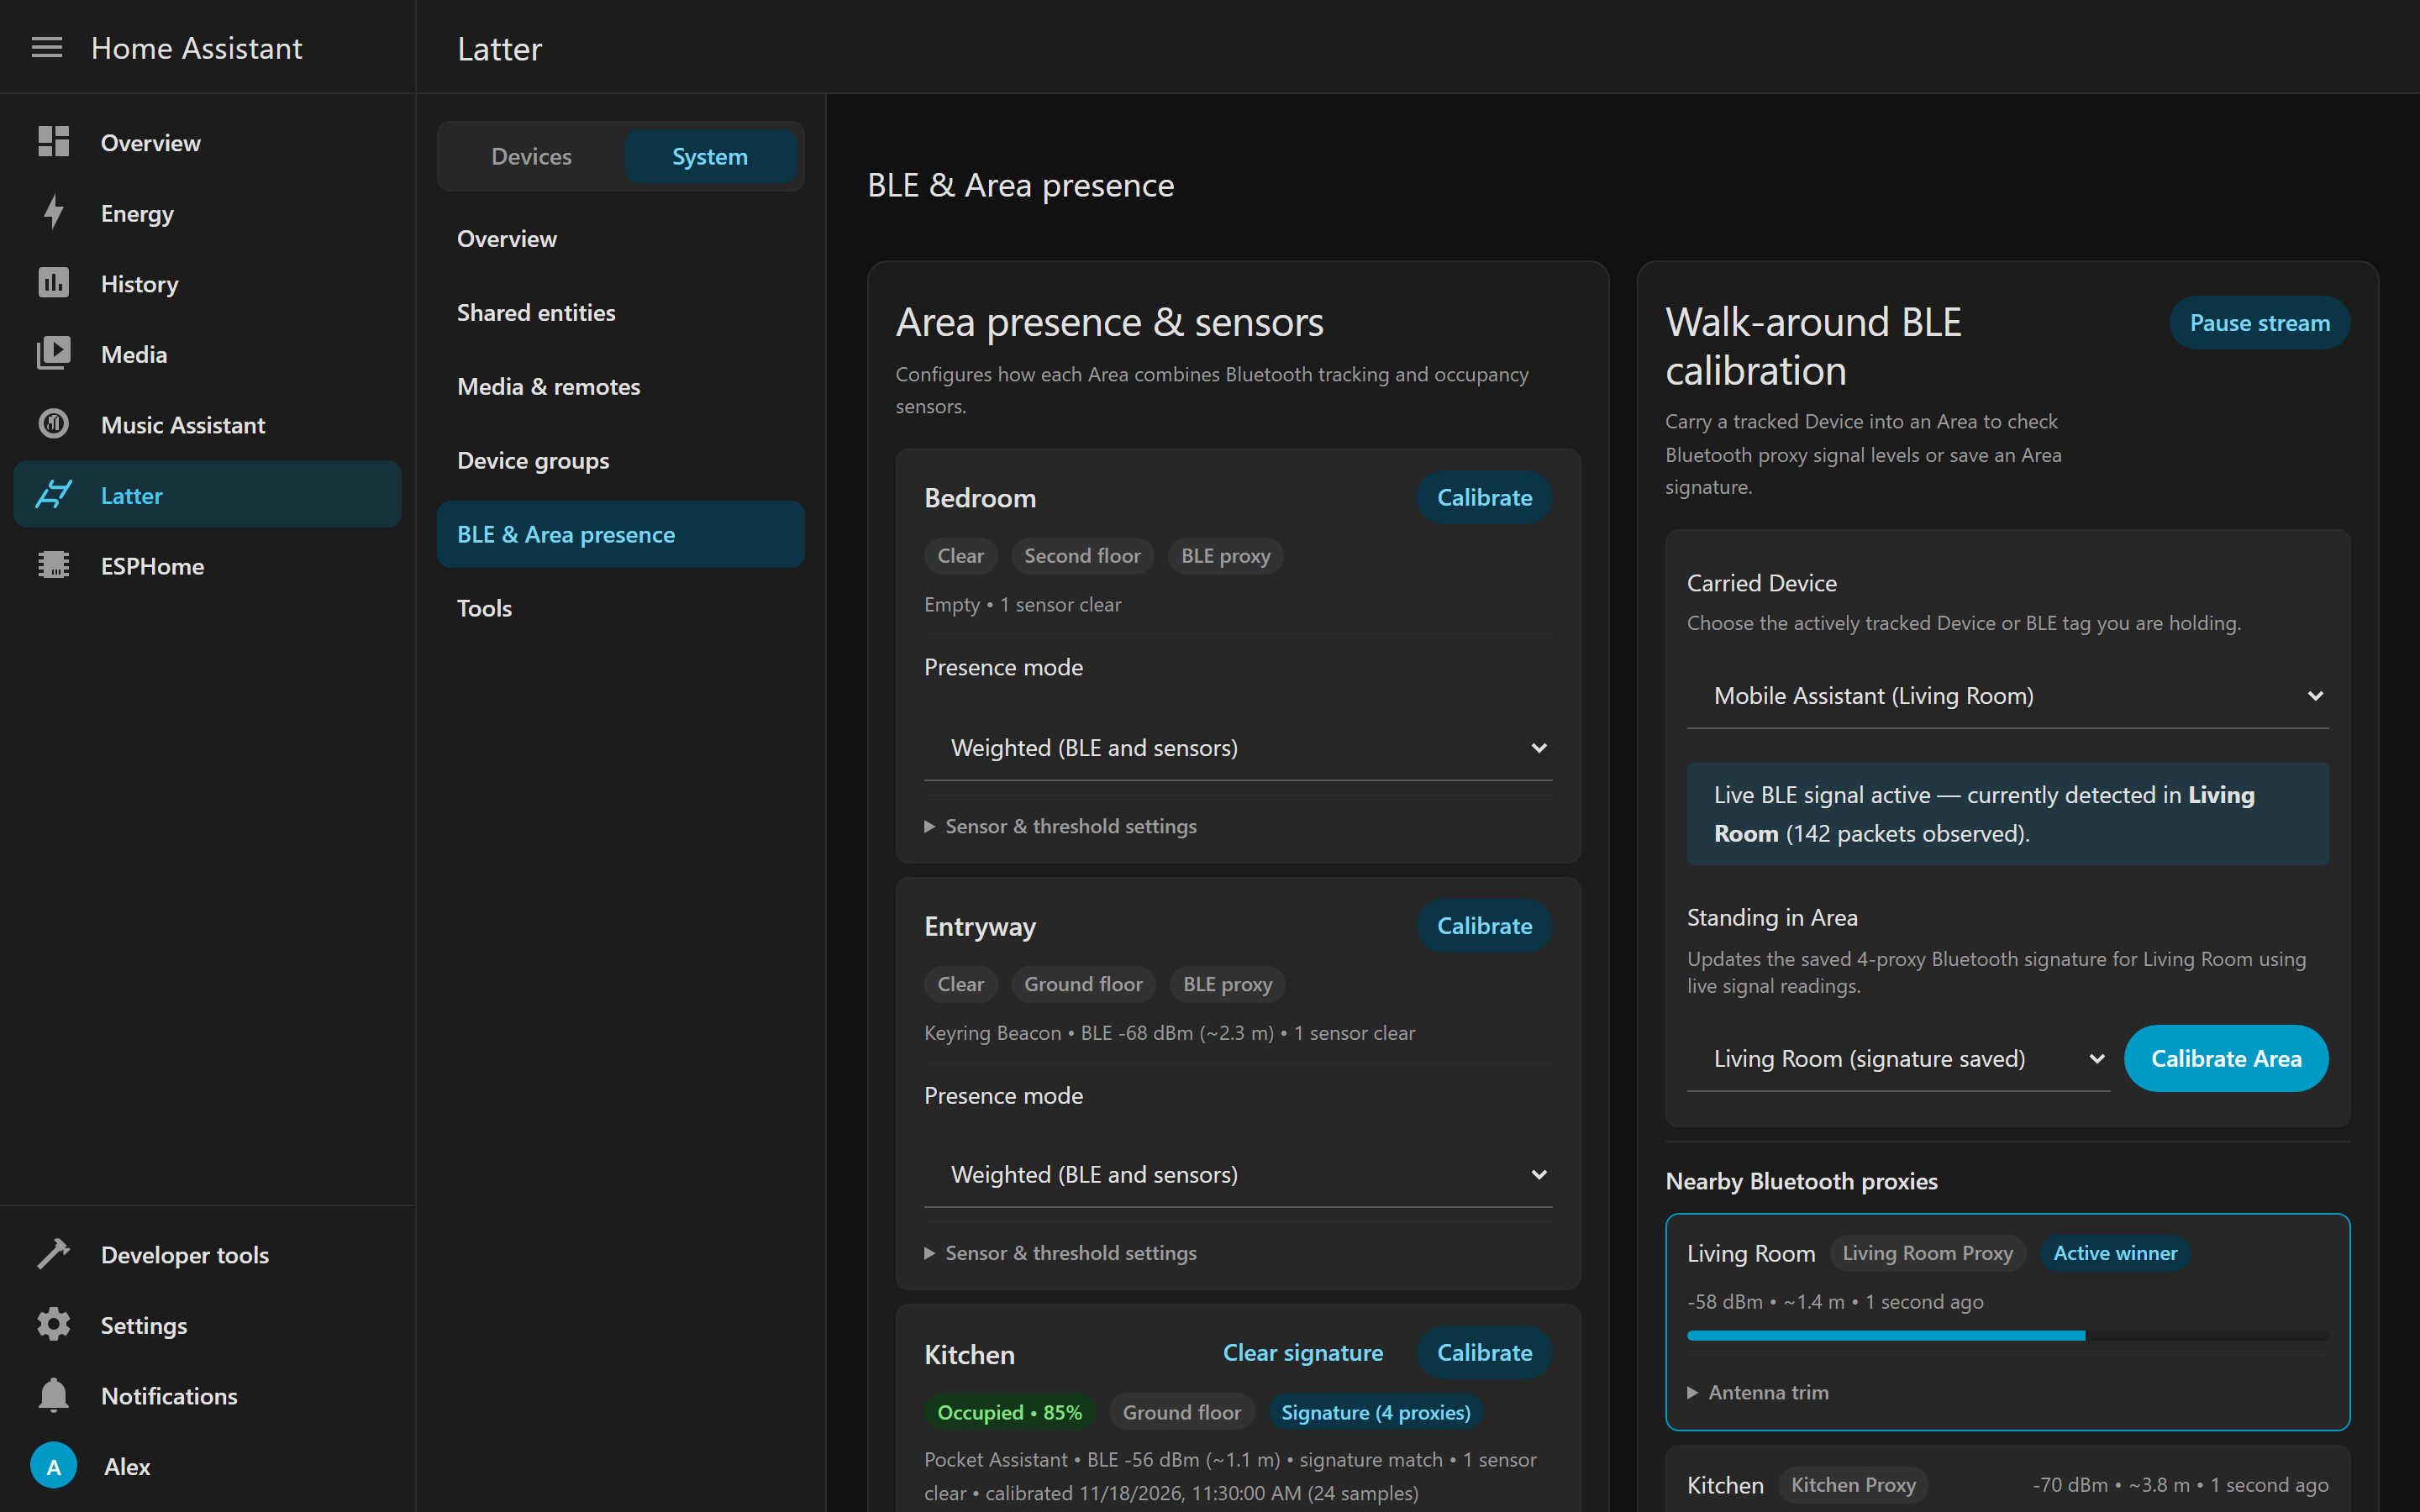 Home Assistant
Overview
Energy
History
Media
Music Assistant
Latter
ESPHome
Developer tools
Settings
Notifications
A
Alex
Latter
Devices
System
Overview
Shared entities
Media & remotes
Device groups
BLE & Area presence
Tools
BLE & Area presence
Area presence & sensors
Configures how each Area combines Bluetooth tracking and occupancy
sensors.
Bedroom
Calibrate
Clear
Second floor
BLE proxy
Empty • 1 sensor clear
Presence mode
Weighted (BLE and sensors)
Sensor & threshold settings
Entryway
Calibrate
Clear
Ground floor
BLE proxy
Keyring Beacon • BLE -68 dBm (~2.3 m) • 1 sensor clear
Presence mode
Weighted (BLE and sensors)
Sensor & threshold settings
Kitchen
Clear signature
Calibrate
Occupied • 85%
Ground floor
Signature (4 proxies)
Pocket Assistant • BLE -56 dBm (~1.1 m) • signature match • 1 sensor
clear • calibrated 11/18/2026, 11:30:00 AM (24 samples)
Walk-around BLE
calibration
Pause stream
Carry a tracked Device into an Area to check
Bluetooth proxy signal levels or save an Area
signature.
Carried Device
Choose the actively tracked Device or BLE tag you are holding.
Mobile Assistant (Living Room)
Live BLE signal active — currently detected in Living
Room (142 packets observed).
Standing in Area
Updates the saved 4-proxy Bluetooth signature for Living Room using
live signal readings.
Living Room (signature saved)
Calibrate Area
Nearby Bluetooth proxies
Living Room
Living Room Proxy
Active winner
-58 dBm • ~1.4 m • 1 second ago
Antenna trim
Kitchen
Kitchen Proxy
-70 dBm • ~3.8 m • 1 second ago